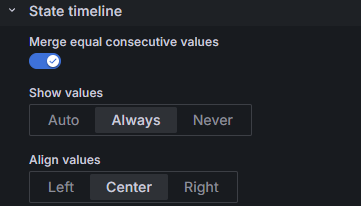 State timeline
Merge equal consecutive values
Show values
Auto Always Never
Align values
Left Center Right